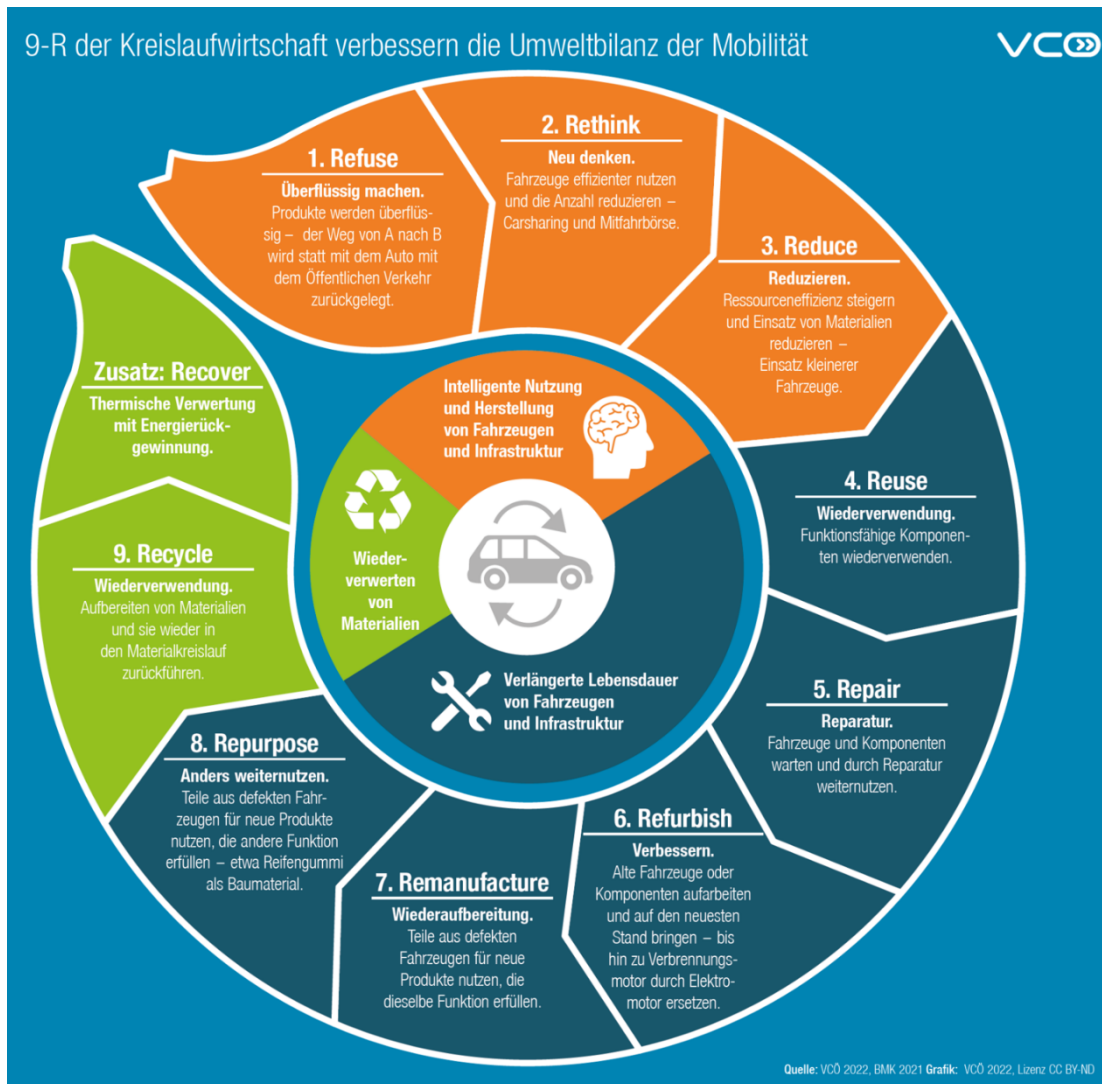 9-R der Kreislaufwirtschaft verbessern die Umweltbilanz der Mobilität
VCÖ
1. Refuse
Überflüssig machen.
Produkte werden überflüs-
sig – der Weg von A nach B
wird statt mit dem Auto mit
dem Öffentlichen Verkehr
zurückgelegt.
2. Rethink
Neu denken.
Fahrzeuge effizienter nutzen
und die Anzahl reduzieren –
Carsharing und Mitfahrbörse.
3. Reduce
Reduzieren.
Ressourceneffizienz steigern
und Einsatz von Materialien
reduzieren –
Einsatz kleinerer
Fahrzeuge.
4. Reuse
Wiederverwendung.
Funktionsfähige Komponen-
ten wiederverwenden.
5. Repair
Reparatur.
Fahrzeuge und Komponenten
warten und durch Reparatur
weiternutzen.
6. Refurbish
Verbessern.
Alte Fahrzeuge oder
Komponenten aufarbeiten
und auf den neuesten
Stand bringen – bis
hin zu Verbrennungs-
motor durch Elektro-
motor ersetzen.
7. Remanufacture
Wiederaufbereitung.
Teile aus defekten
Fahrzeugen für neue
Produkte nutzen, die
dieselbe Funktion erfüllen.
8. Repurpose
Anders weiternutzen.
Teile aus defekten Fahr-
zeugen für neue Produkte
nutzen, die andere Funktion
erfüllen – etwa Reifengummi
als Baumaterial.
9. Recycle
Wiederverwendung.
Aufbereiten von Materialien
und sie wieder in
den Materialkreislauf
zurückführen.
Zusatz: Recover
Thermische Verwertung
mit Energierück-
gewinnung.
Intelligente Nutzung
und Herstellung
von Fahrzeugen
und Infrastruktur
Wieder-
verwerten
von
Materialien
Verlängerte Lebensdauer
von Fahrzeugen
und Infrastruktur
Quelle: VCÖ 2022, BMK 2021 Grafik: VCÖ 2022, Lizenz CC BY-ND